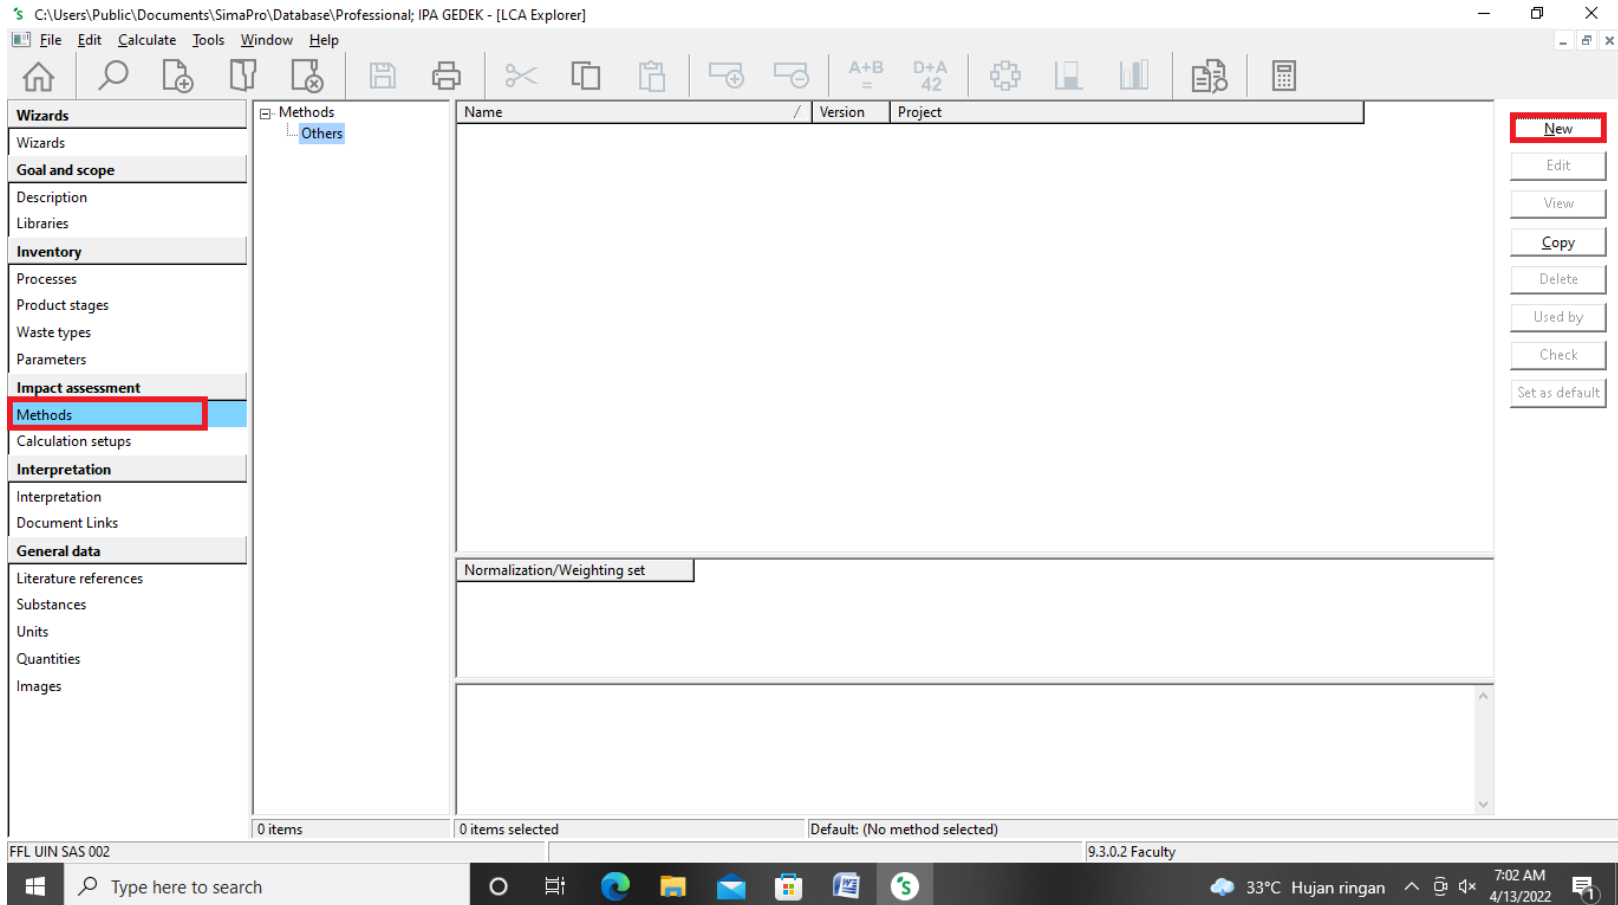 C:\Users\Public\Documents\SimaPro\Database\Professional; IPA GEDEK - [LCA Explorer]
File Edit Calculate Tools Window Help
A+B
=
D+A
42
Wizards
Wizards
Goal and scope
Description
Libraries
Inventory
Processes
Product stages
Waste types
Parameters
Impact assessment
Methods
Calculation setups
Interpretation
Interpretation
Document Links
General data
Literature references
Substances
Units
Quantities
Images
Methods
Others
0 items
Name Version Project
Normalization/Weighting set
0 items selected Default: (No method selected)
New
Edit
View
Copy
Delete
Used by
Check
Set as default
FFL UIN SAS 002 9.3.0.2 Faculty
Type here to search
33°C Hujan ringan
7:02 AM
4/13/2022
1